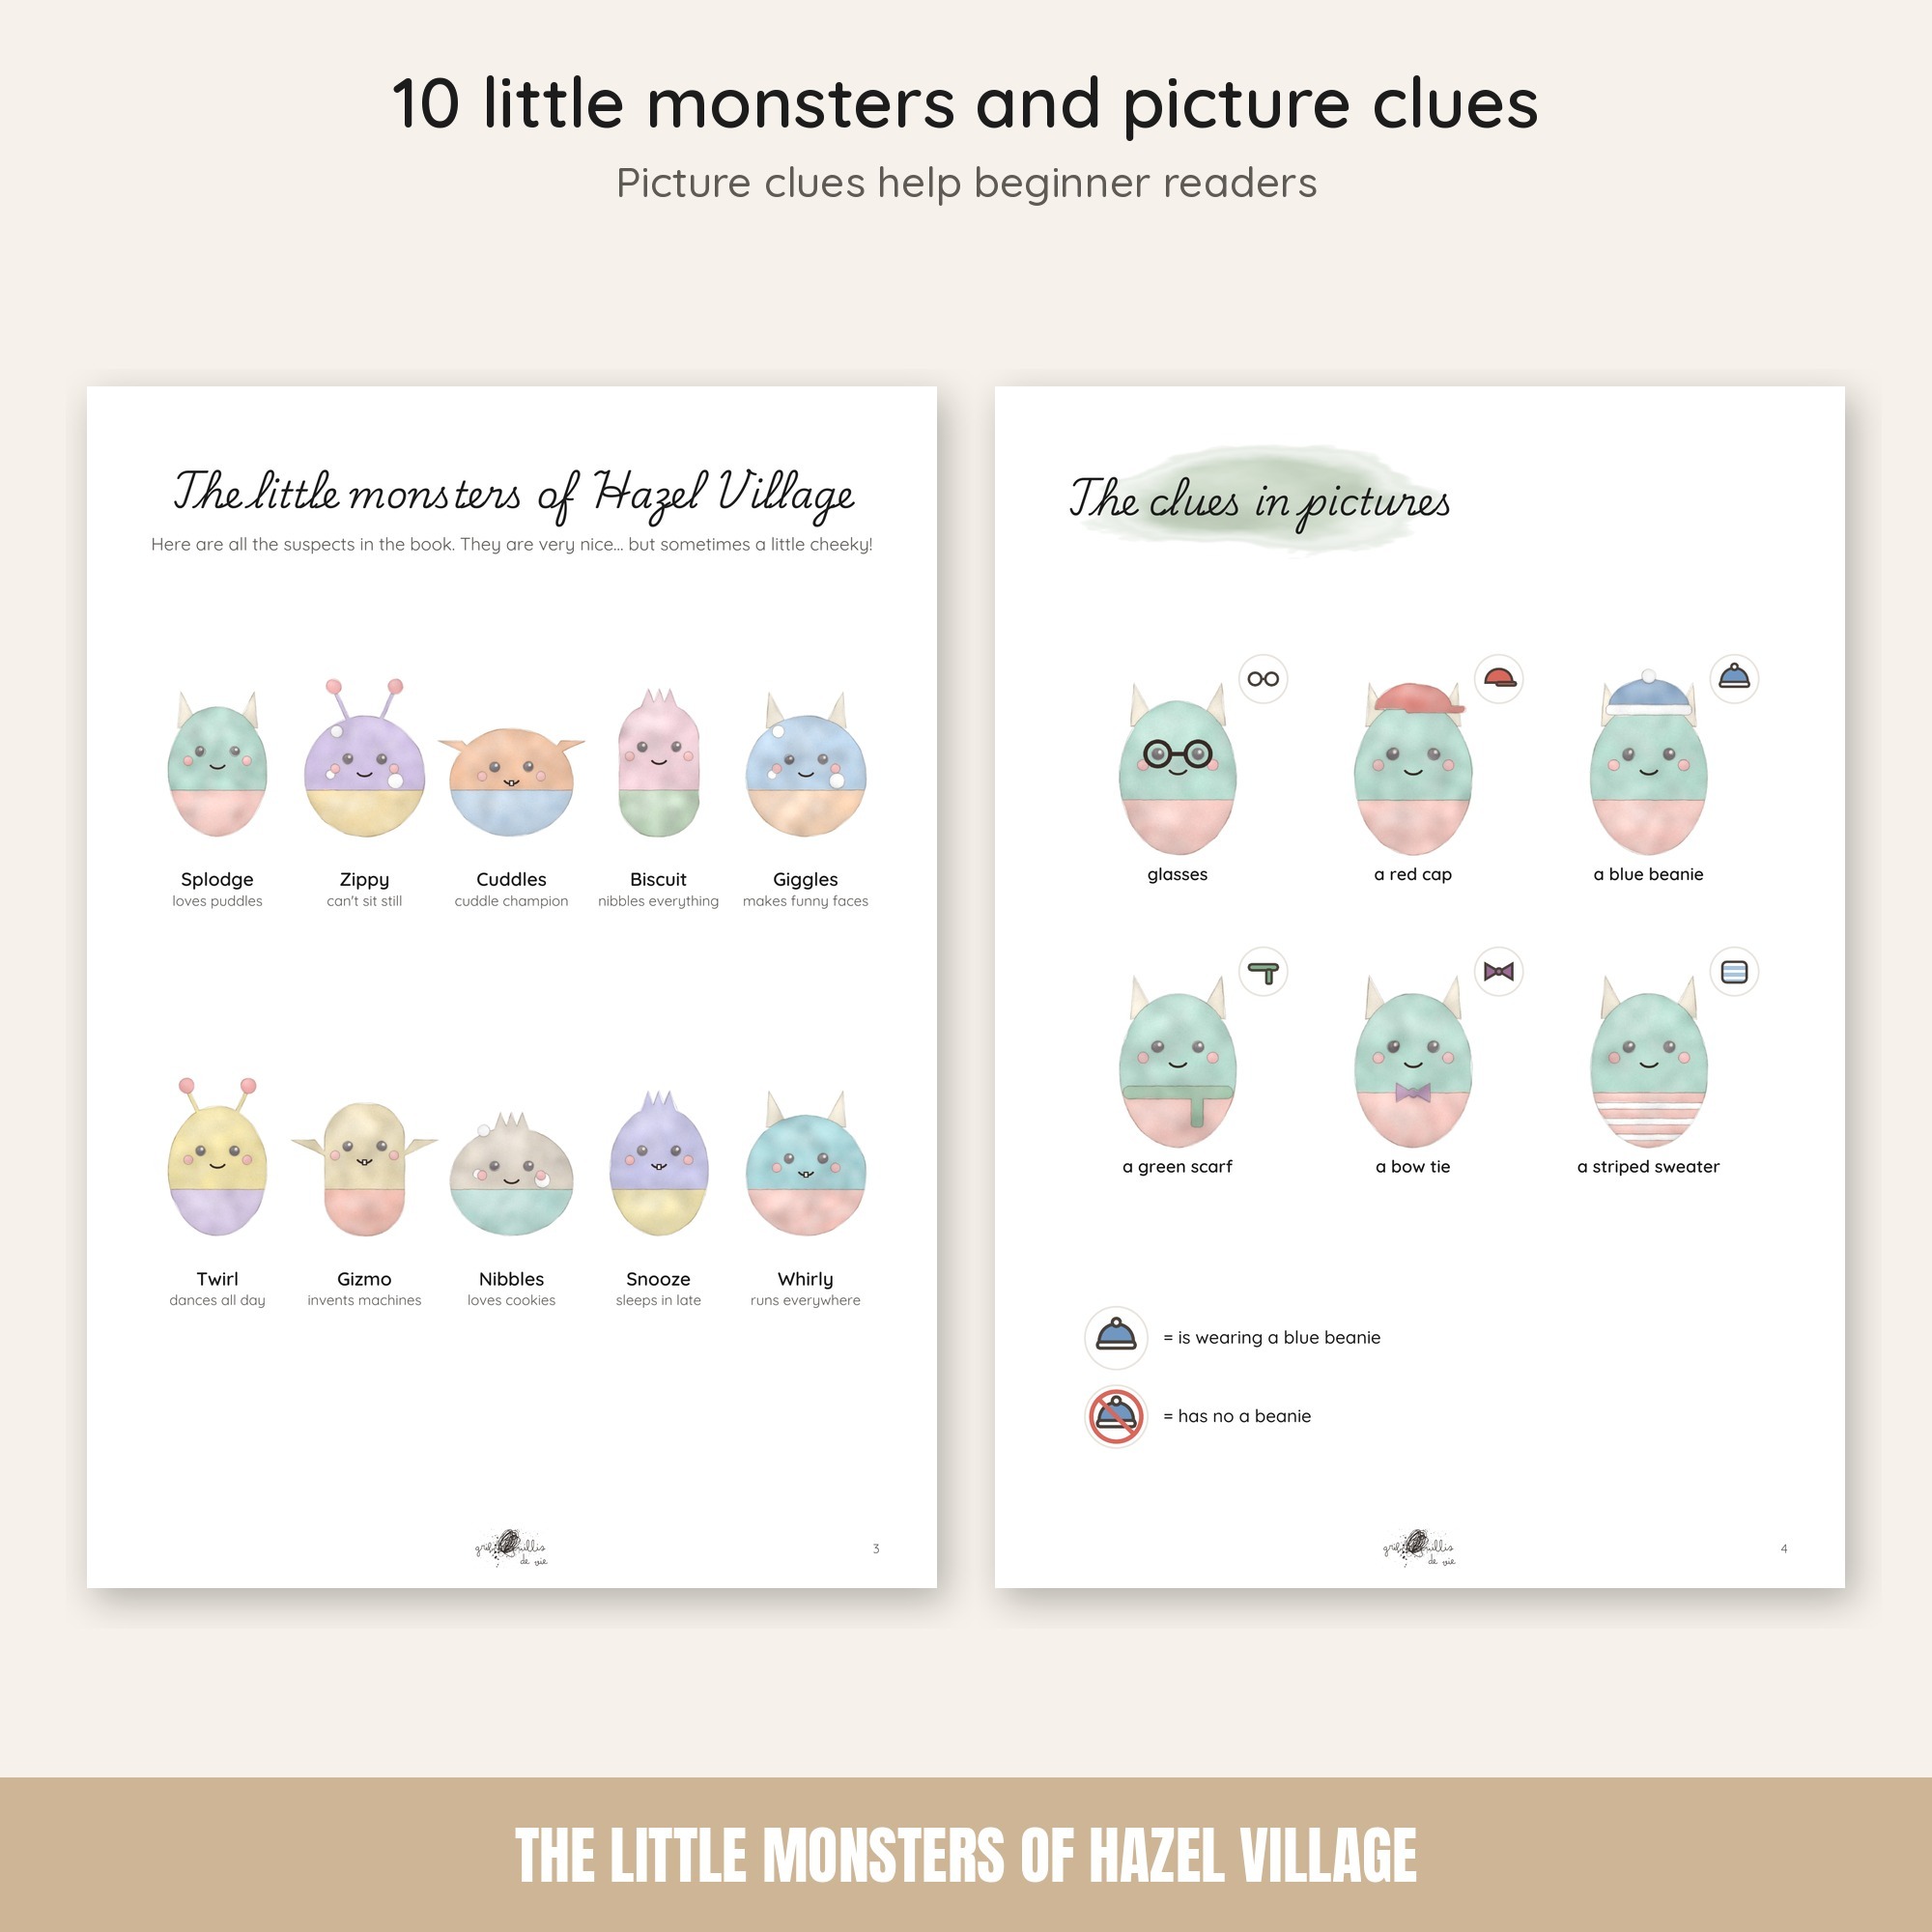 10 little monsters and picture clues
Picture clues help beginner readers
The little monsters of Hazel Village
Here are all the suspects in the book. They are very nice... but sometimes a little cheeky!
Splodge
loves puddles
Zippy
can't sit still
Cuddles
cuddle champion
Biscuit
nibbles everything
Giggles
makes funny faces
Twirl
dances all day
Gizmo
invents machines
Nibbles
loves cookies
Snooze
sleeps in late
Whirly
runs everywhere
de vie
3
The clues in pictures
glasses
a red cap
a blue beanie
a green scarf
a bow tie
a striped sweater
= is wearing a blue beanie
= has no a beanie
de vie
4
THE LITTLE MONSTERS OF HAZEL VILLAGE